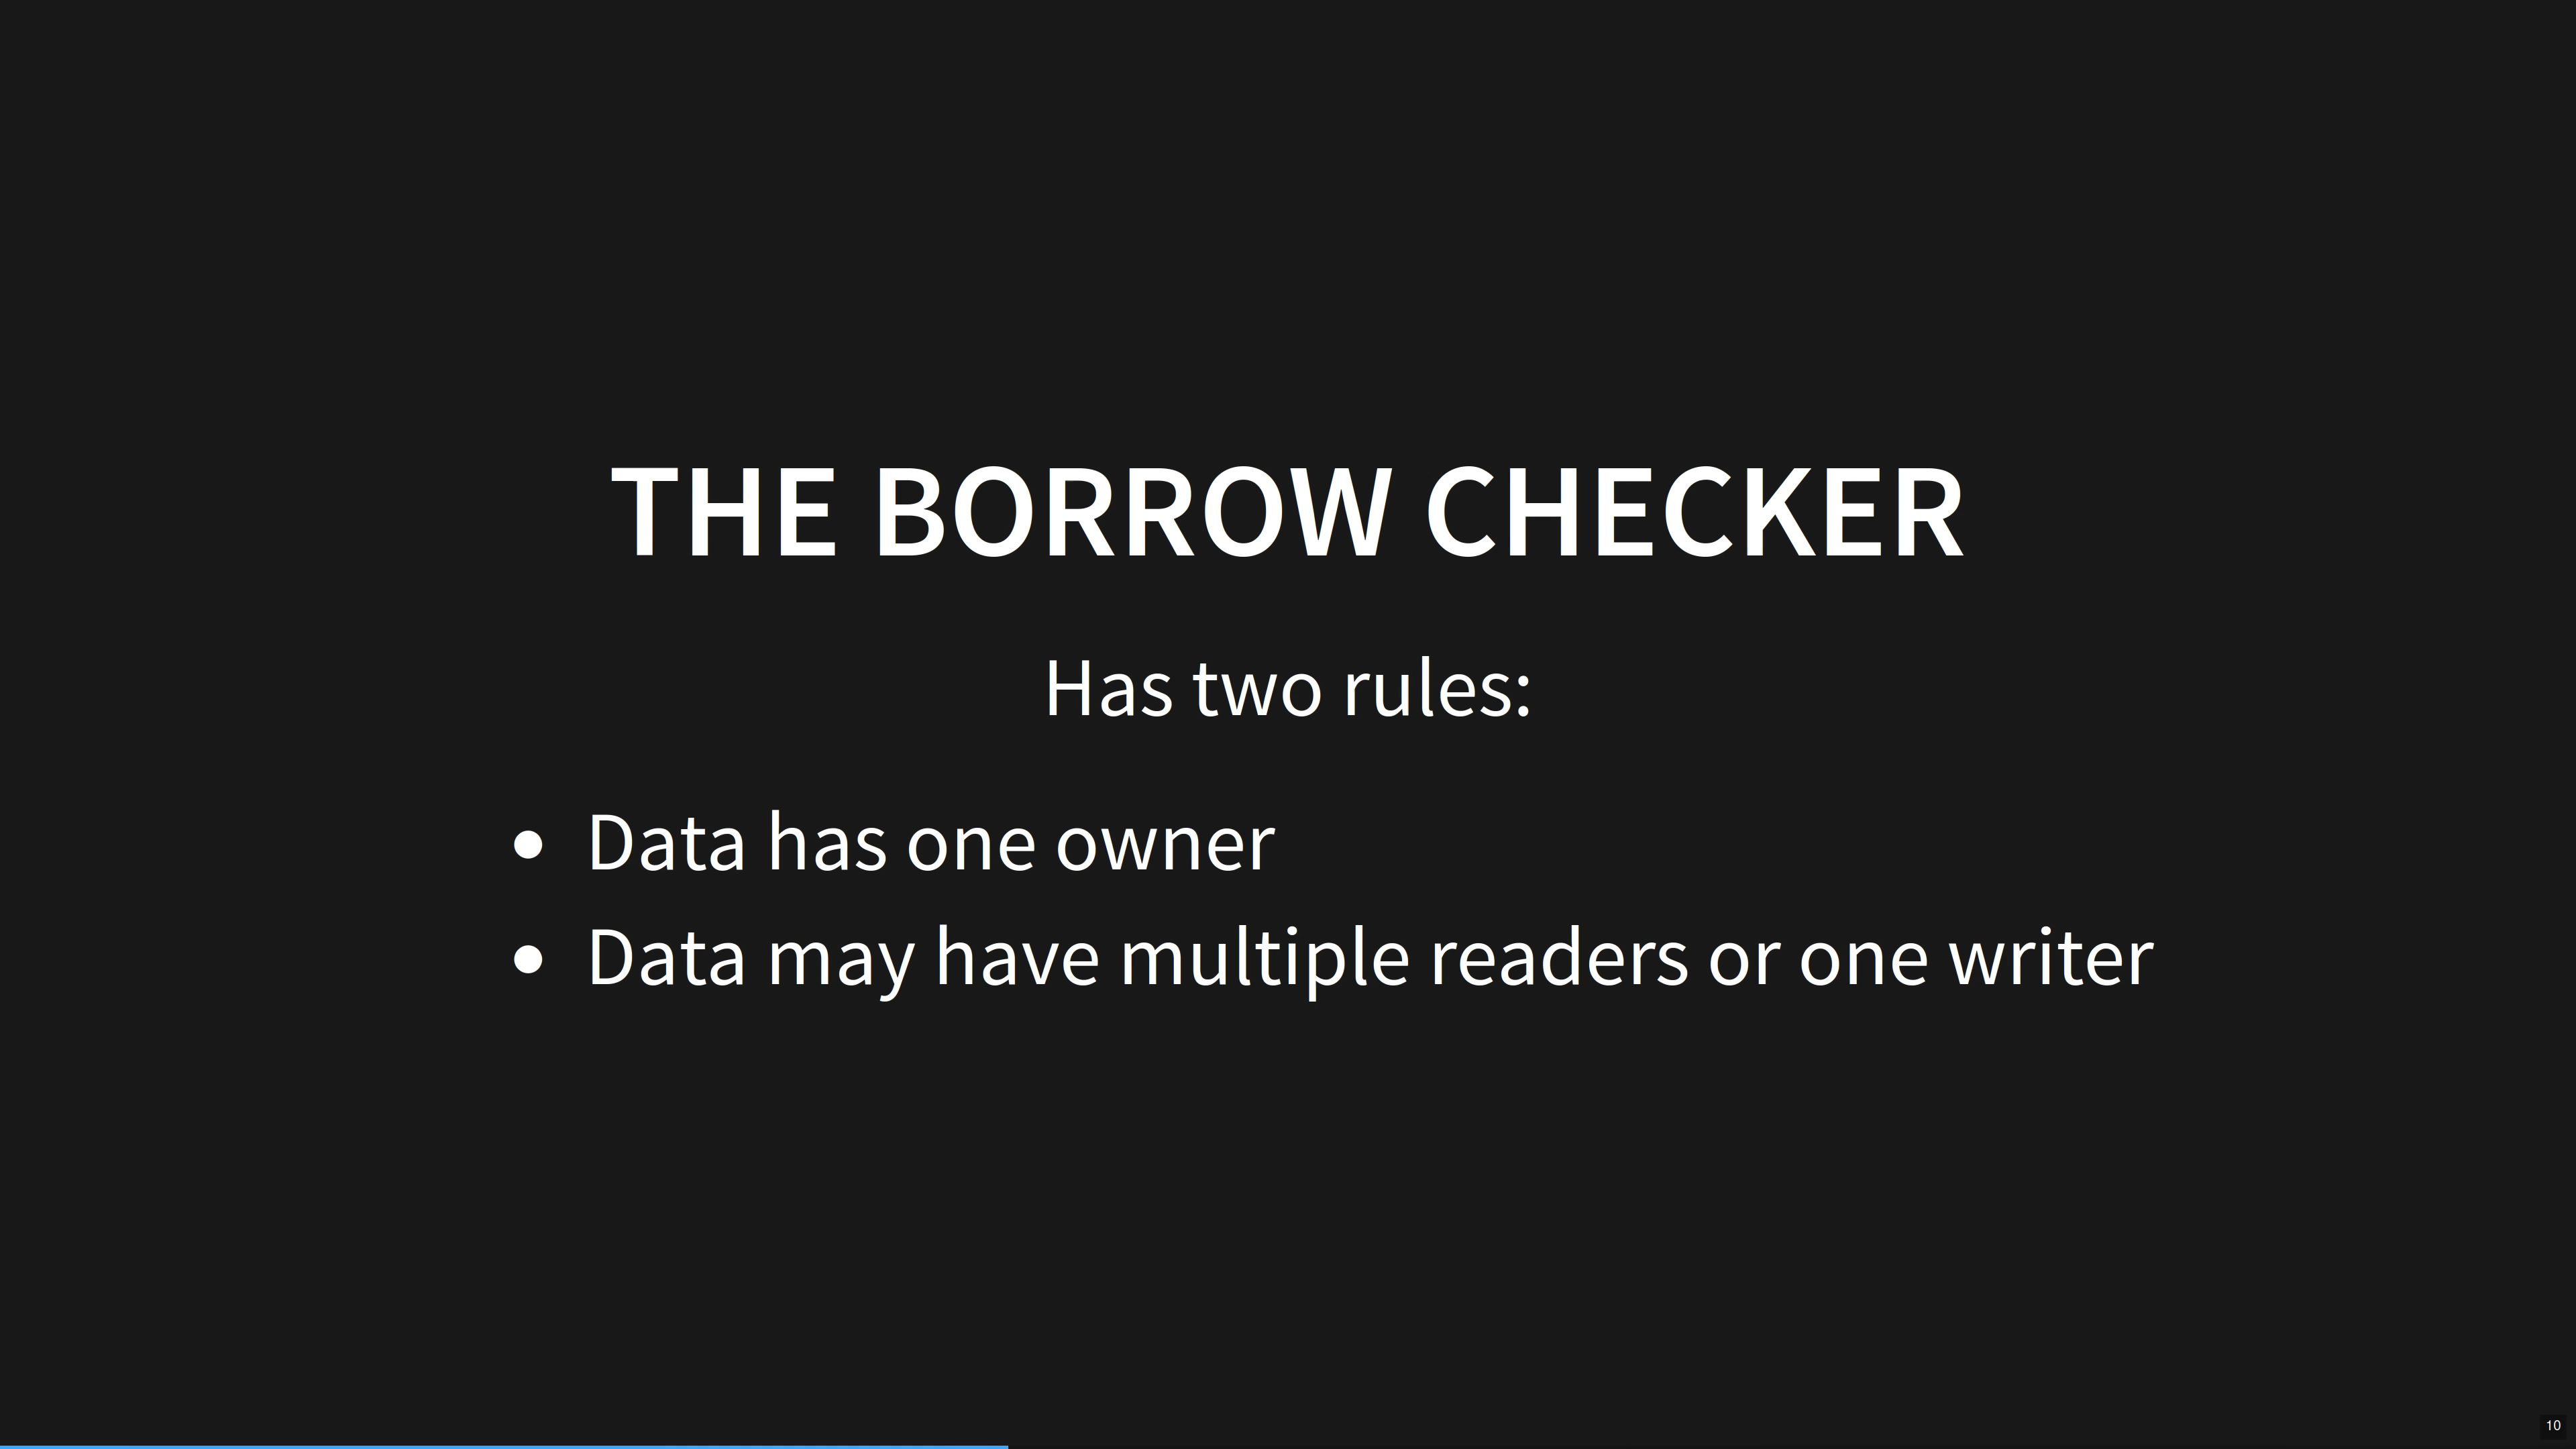 THE BORROW CHECKER
Has two rules:
• Data has one owner
• Data may have multiple readers or one writer
10